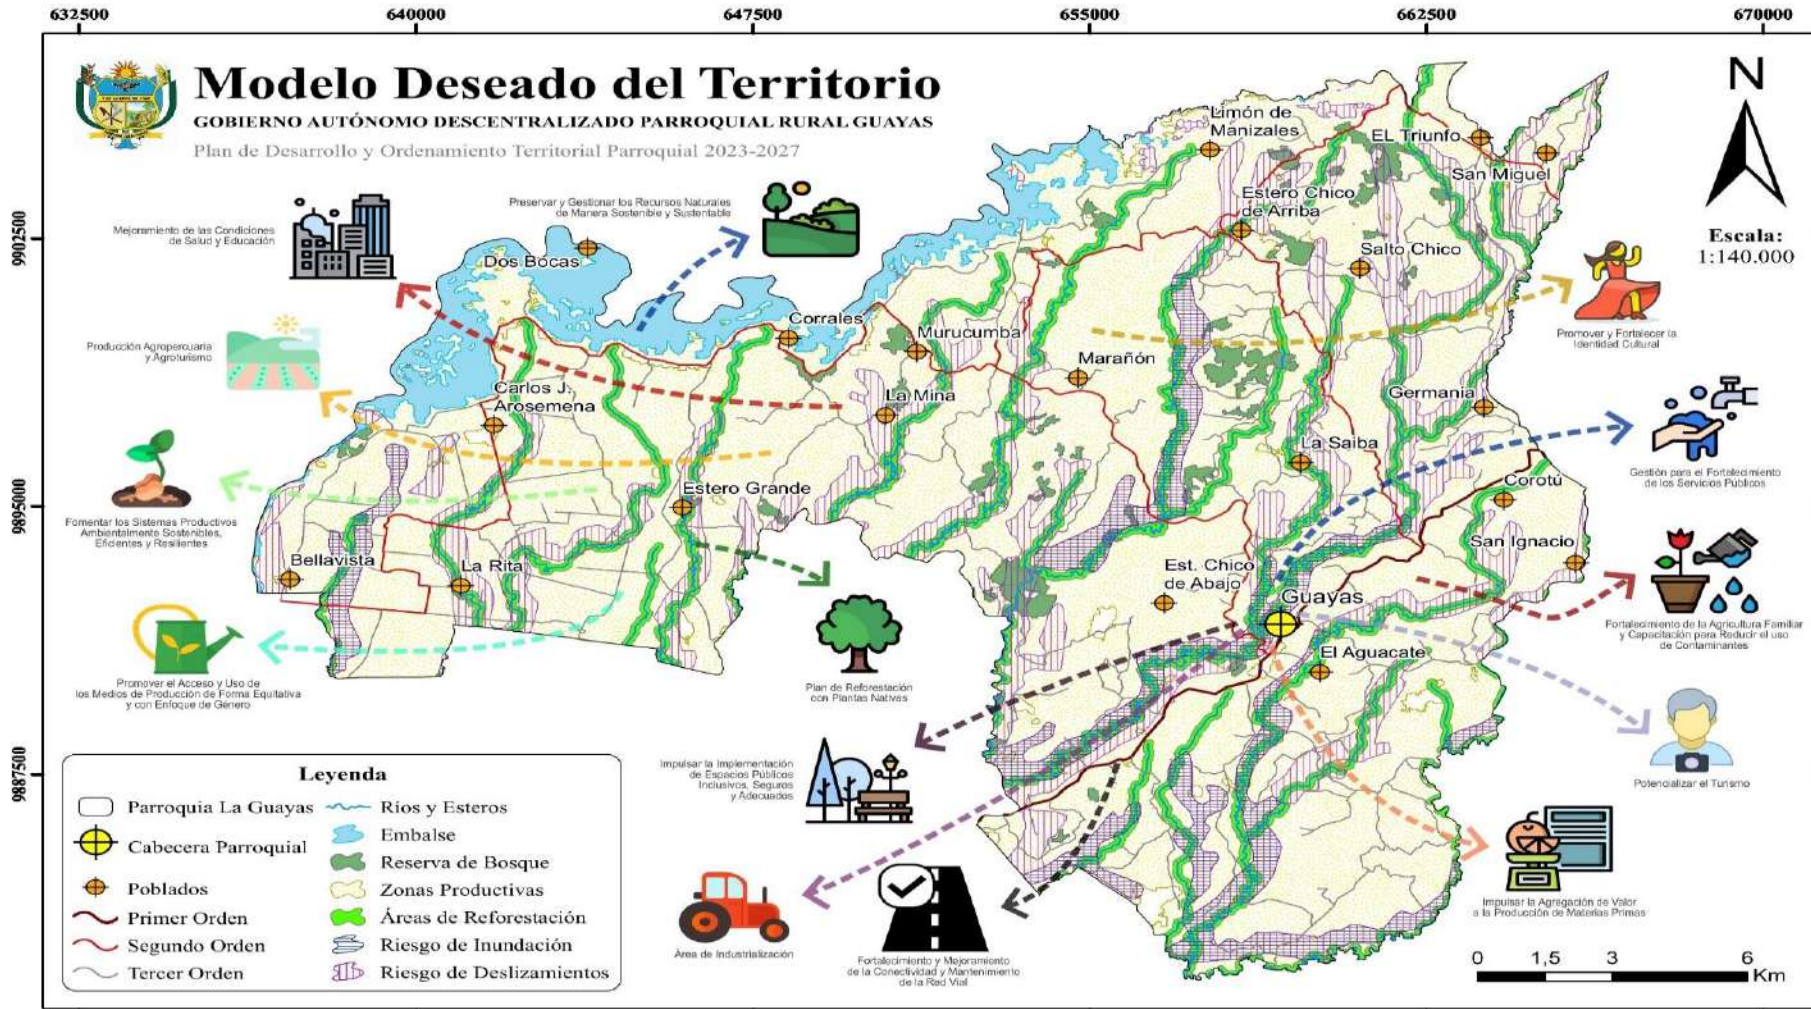 632500 640000 647500 655000 662500 670000
9902500
9895000
9887500
Modelo Deseado del Territorio
GOBIERNO AUTÓNOMO DESCENTRALIZADO PARROQUIAL RURAL GUAYAS
Plan de Desarrollo y Ordenamiento Territorial Parroquial 2023-2027
N
Escala:
1:140.000
Mejoramiento de las Condiciones
de Salud y Educación
Preservar y Gestionar los Recursos Naturales
de Manera Sostenible y Sustentable
Producción Agropercuaria
y Agroturismo
Fomentar los Sistemas Productivos
Ambientalmente Sostenibles,
Eficientes y Resilientes
Promover el Acceso y Uso de
los Medios de Producción de Forma Equitativa
y con Enfoque de Género
Plan de Reforestación
con Plantas Nativas
Impulsar la Implementación
de Espacios Públicos
Inclusivos, Seguros
y Adecuados
Área de Industrialización
Fortalecimiento y Mejoramiento
de la Conectividad y Mantenimiento
de la Red Vial
Promover y Fortalecer la
Identidad Cultural
Gestión para el Fortalecimiento
de los Servicios Públicos
Fortalecimiento de la Agricultura Familiar
y Capacitación para Reducir el uso
de Contaminantes
Potencializar el Turismo
Impulsar la Agregación de Valor
a la Producción de Materias Primas
Limón de
Manizales
EL Triunfo
San Miguel
Estero Chico
de Arriba
Salto Chico
Dos Bocas
Corrales
Murucumba
Marañón
Carlos J.
Arosemena
La Mina
Germania
La Saiba
Estero Grande
Corotú
San Ignacio
Bellavista
La Rita
Est. Chico
de Abajo
Guayas
El Aguacate
Leyenda
Parroquia La Guayas
Cabecera Parroquial
Poblados
Primer Orden
Segundo Orden
Tercer Orden
Ríos y Esteros
Embalse
Reserva de Bosque
Zonas Productivas
Áreas de Reforestación
Riesgo de Inundación
Riesgo de Deslizamientos
0 1,5 3 6
Km